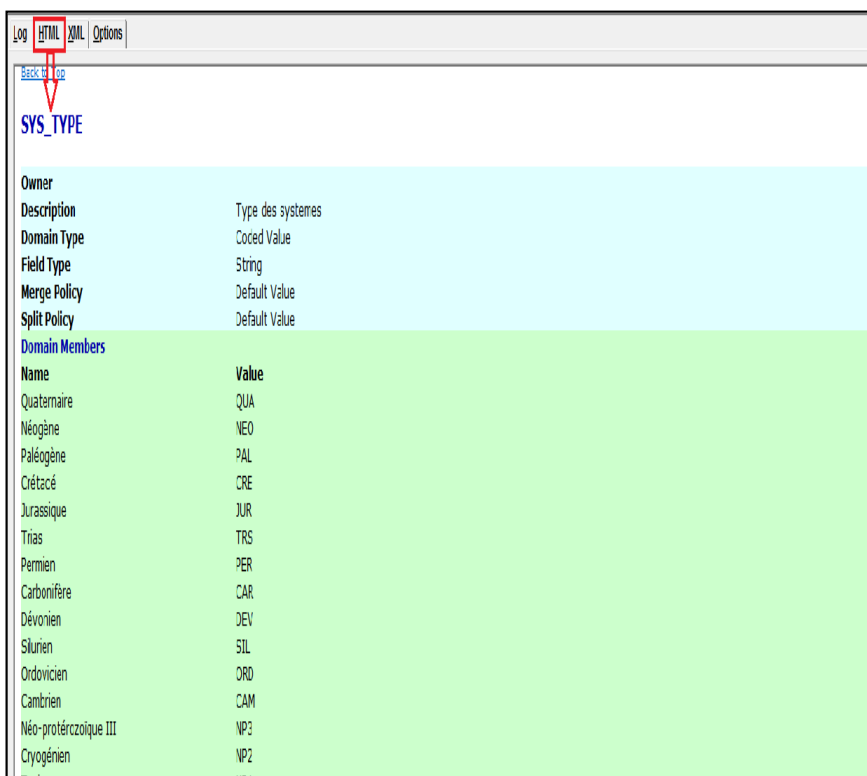 Log HTML XML Options
Back to Top
SYS_TYPE
Owner
Description Type des systemes
Domain Type Coded Value
Field Type String
Merge Policy Default Value
Split Policy Default Value
Domain Members
Name Value
Quaternaire QUA
Néogène NEO
Paléogène PAL
Crétacé CRE
Jurassique JUR
Trias TRS
Permien PER
Carbonifère CAR
Dévonien DEV
Silurien SIL
Ordovicien ORD
Cambrien CAM
Néo-protérozoïque III NP3
Cryogénien NP2